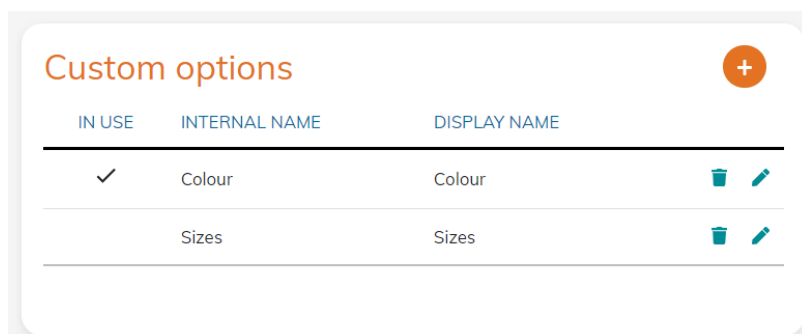 Custom options
+
IN USE INTERNAL NAME DISPLAY NAME
Colour Colour
Sizes Sizes